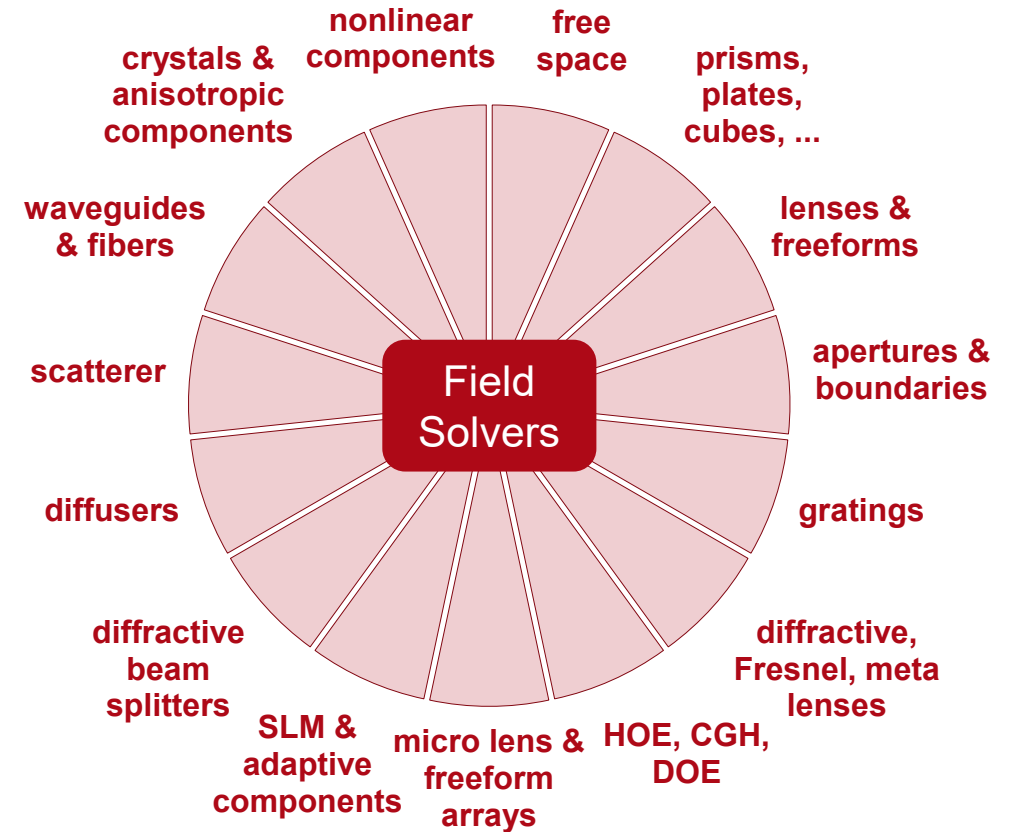 nonlinear
components
free
space
prisms,
plates,
cubes, ...
lenses &
freeforms
apertures &
boundaries
gratings
diffractive,
Fresnel, meta
lenses
HOE, CGH,
DOE
micro lens &
freeform
arrays
SLM &
adaptive
components
diffractive
beam
splitters
diffusers
scatterer
waveguides
& fibers
crystals &
anisotropic
components
Field
Solvers